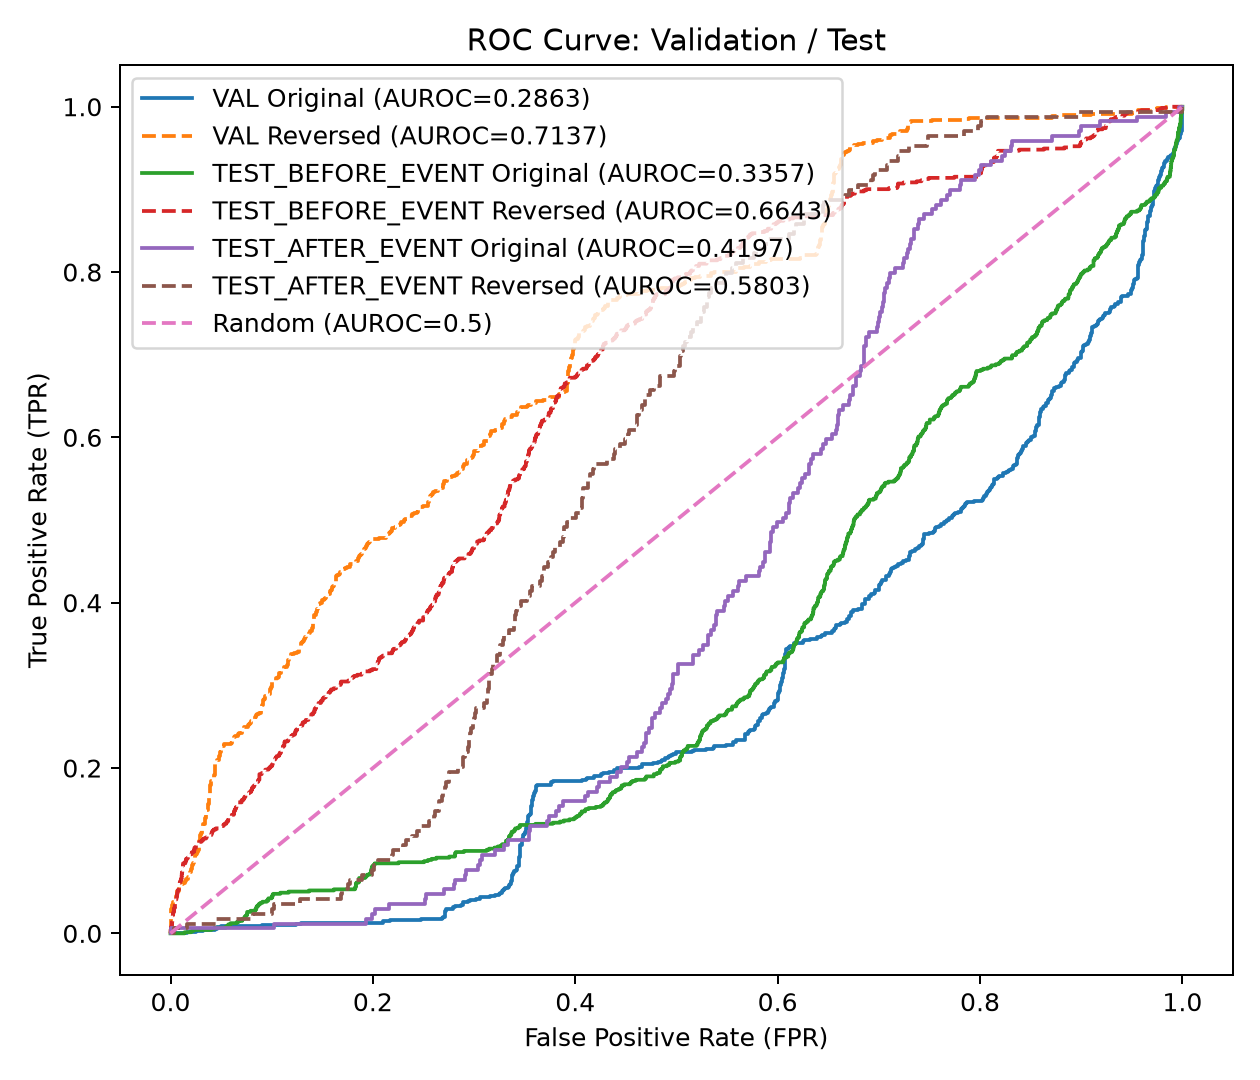 ROC Curve: Validation / Test
VAL Original (AUROC=0.2863)
VAL Reversed (AUROC=0.7137)
TEST_BEFORE_EVENT Original (AUROC=0.3357)
TEST_BEFORE_EVENT Reversed (AUROC=0.6643)
TEST_AFTER_EVENT Original (AUROC=0.4197)
TEST_AFTER_EVENT Reversed (AUROC=0.5803)
Random (AUROC=0.5)
True Positive Rate (TPR)
1.0
0.8
0.6
0.4
0.2
0.0
0.0 0.2 0.4 0.6 0.8 1.0
False Positive Rate (FPR)